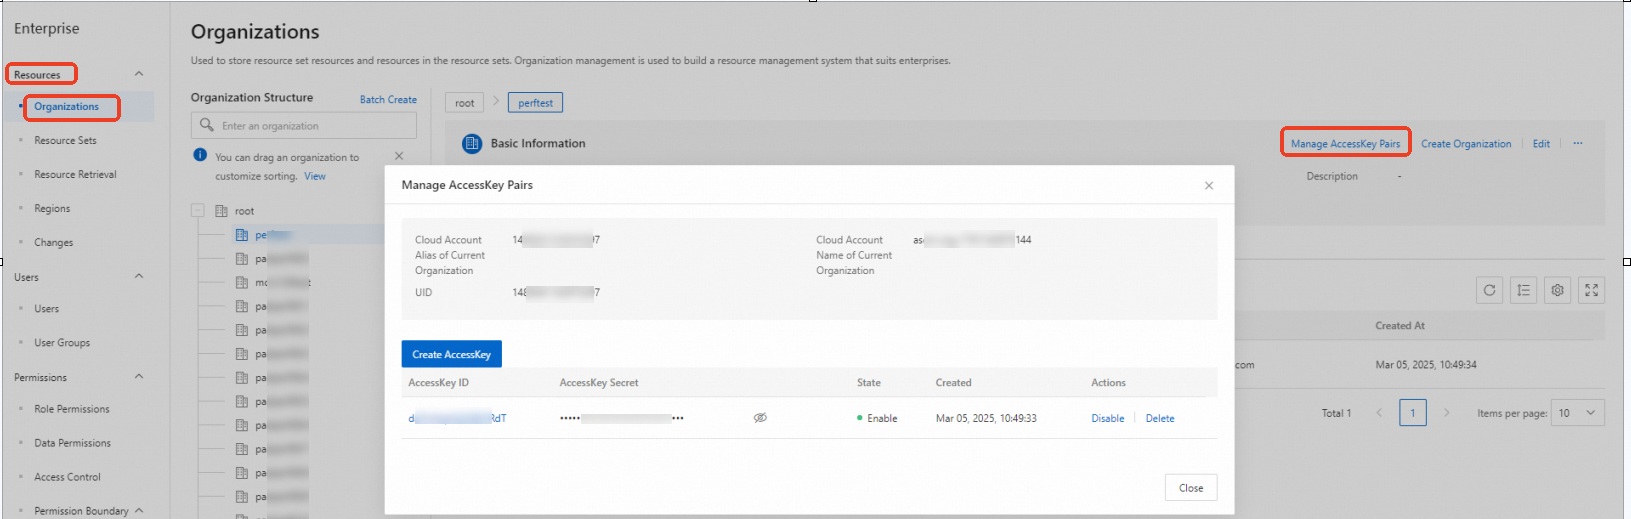 Enterprise
Resources
Organizations
Resource Sets
Resource Retrieval
Regions
Changes
Users
Users
User Groups
Permissions
Role Permissions
Data Permissions
Access Control
Permission Boundary
Organizations
Used to store resource set resources and resources in the resource sets. Organization management is used to build a resource management system that suits enterprises.
Organization Structure Batch Create
Enter an organization
You can drag an organization to
customize sorting. View
root
root perftest
Basic Information
Manage AccessKey Pairs Create Organization Edit ···
Description -
Manage AccessKey Pairs
Cloud Account
Alias of Current
Organization
Cloud Account
Name of Current
Organization
144
UID
Create AccessKey
AccessKey ID AccessKey Secret State Created Actions
RdT ••••• ••• Enable Mar 05, 2025, 10:49:33 Disable Delete
Close
Created At
com Mar 05, 2025, 10:49:34
Total 1 1 Items per page: 10